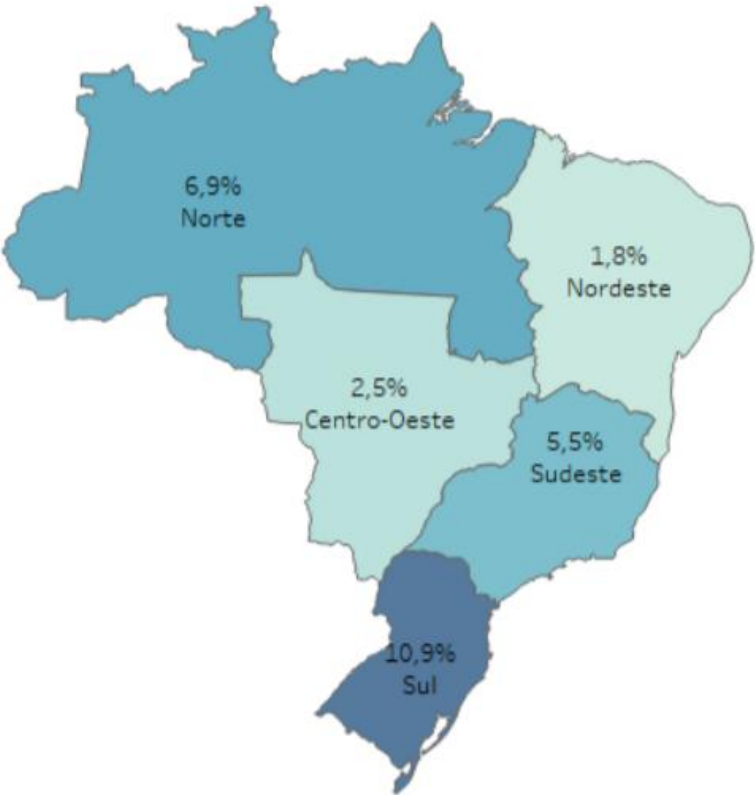 6,9%
Norte
1,8%
Nordeste
2,5%
Centro-Oeste
5,5%
Sudeste
10,9%
Sul